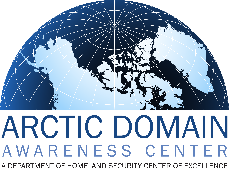 ARCTIC DOMAIN
AWARENESS CENTER
A DEPARTMENT OF HOMELAND SECURITY CENTER OF EXCELLENCE